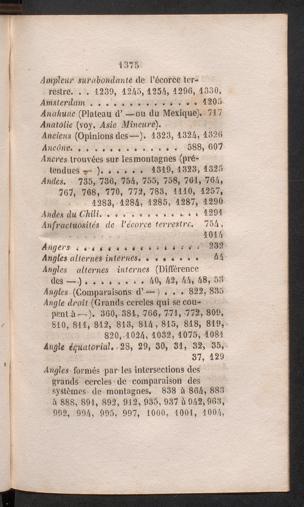 1375
Ampleur surabondante de l'écorce ter-
restre. . . 1239, 1245, 1254, 1296, 1330.
Amsterdam . . . . . . . . . . . . . . 1205
Anahuac (Plateau d' — ou du Mexique). 717
Anatolie (voy. Asie Mineure).
Anciens (Opinions des —). 1323, 1324, 1326
Ancône. . . . . . . . . . . . . . 588, 607
Ancres trouvées sur les montagnes (pré-
tendues — ) . . . . . . 1319, 1323, 1325
Andes. 735, 736, 754, 755, 758, 761, 764,
767, 768, 770, 772, 783, 1110, 1257,
1283, 1284, 1285, 1287, 1290
Andes du Chili. . . . . . . . . . . . . 1291
Anfractuosités de l'écorce terrestre. 754,
1014
Angers . . . . . . . . . . . . . . . . 232
Angles alternes internes. . . . . . . . 44
Angles alternes internes (Différence
des —) . . . . . . . . 40, 42, 44, 48, 53
Angles (Comparaisons d' — ) . . . . 822, 835
Angle droit (Grands cercles qui se cou-
pent à —). 360, 381, 766, 771, 772, 809,
810, 811, 812, 813, 814, 815, 818, 819,
820, 1024, 1032, 1073, 1081
Angle équatorial. 28, 29, 30, 31, 32, 35,
37, 129
Angles formés par les intersections des
grands cercles de comparaison des
systèmes de montagnes. 838 à 864, 883
à 888, 891, 892, 912, 935, 937 à 942, 963,
992, 994, 995, 997, 1000, 1001, 1004,